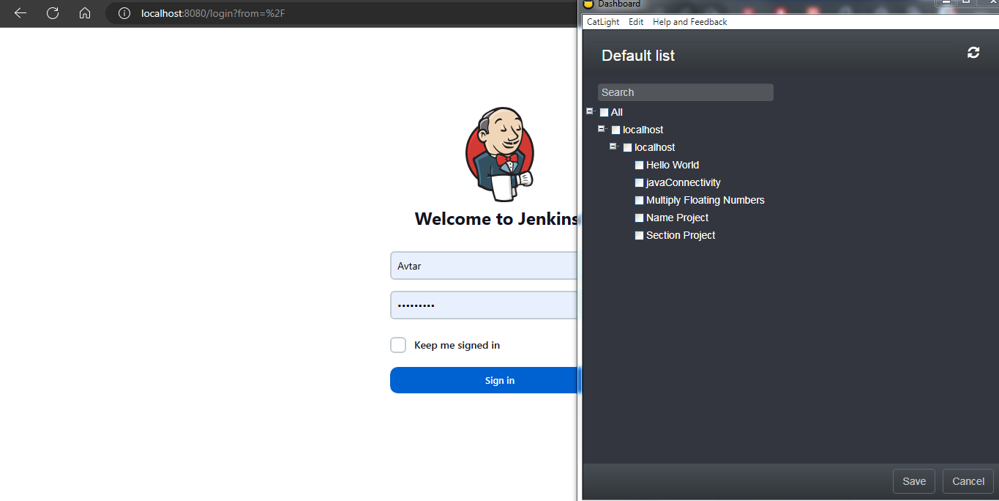 localhost:8080/login?from=%2F
Welcome to Jenkins
Avtar
•••••••••
Keep me signed in
Sign in
Dashboard
CatLight Edit Help and Feedback
Default list
Search
All
localhost
localhost
Hello World
javaConnectivity
Multiply Floating Numbers
Name Project
Section Project
Save Cancel